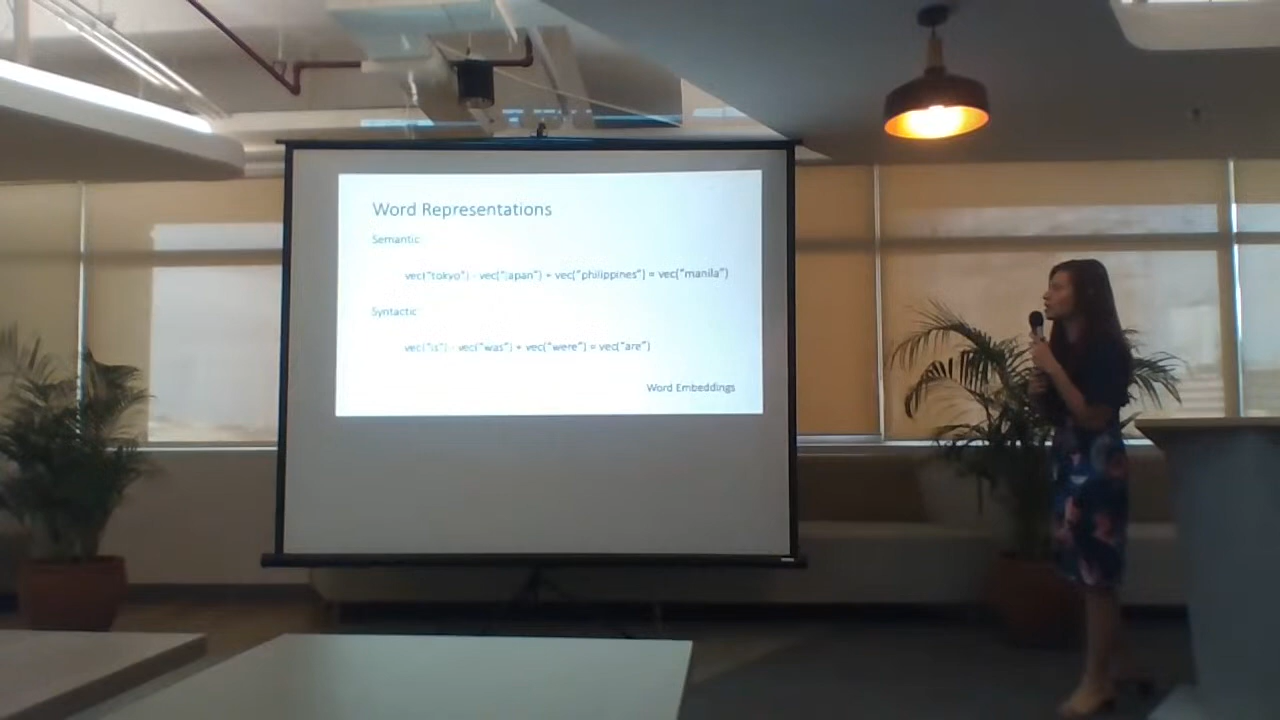 Word Representations
Semantic
vec("tokyo") - vec("japan") + vec("philippines") = vec("manila")
Syntactic
vec("is") - vec("was") + vec("were") = vec("are")
Word Embeddings